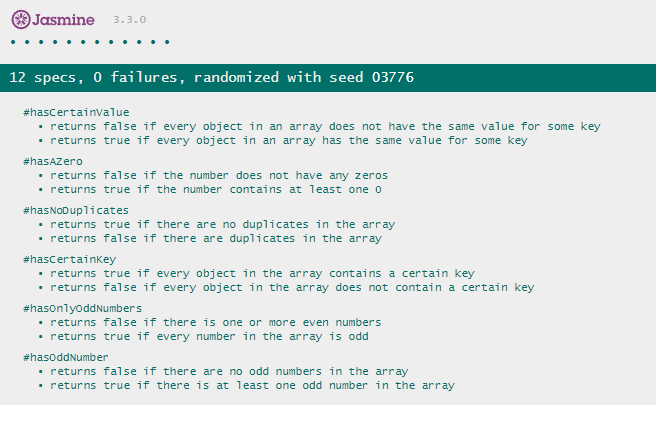 Jasmine 3.3.0
• • • • • • • • • • • •
12 specs, 0 failures, randomized with seed 03776
#hasCertainValue
• returns false if every object in an array does not have the same value for some key
• returns true if every object in an array has the same value for some key
#hasAZero
• returns false if the number does not have any zeros
• returns true if the number contains at least one 0
#hasNoDuplicates
• returns true if there are no duplicates in the array
• returns false if there are duplicates in the array
#hasCertainKey
• returns true if every object in the array contains a certain key
• returns false if every object in the array does not contain a certain key
#hasOnlyOddNumbers
• returns false if there is one or more even numbers
• returns true if every number in the array is odd
#hasOddNumber
• returns false if there are no odd numbers in the array
• returns true if there is at least one odd number in the array